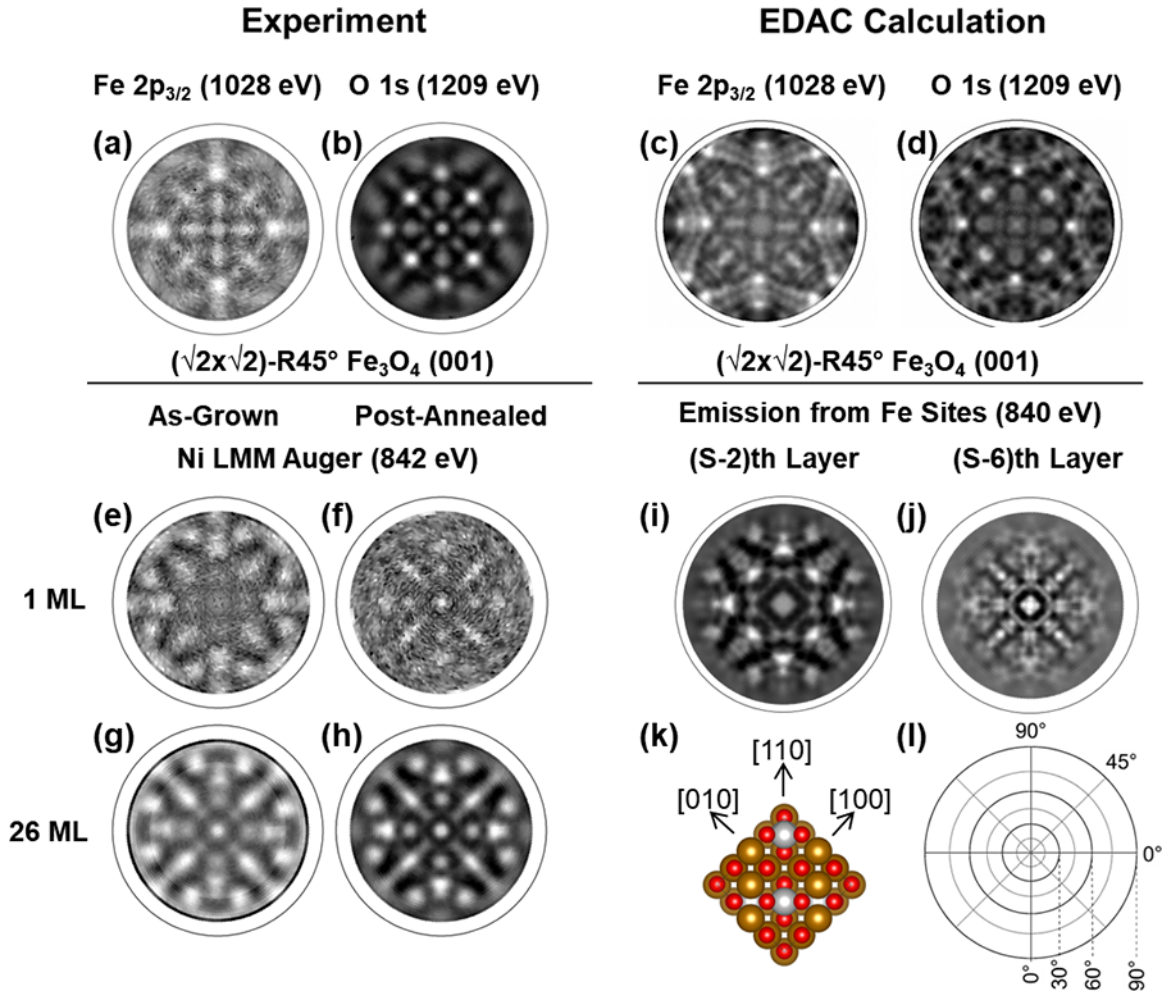 Experiment
EDAC Calculation
Fe 2p3/2 (1028 eV) O 1s (1209 eV)
Fe 2p3/2 (1028 eV) O 1s (1209 eV)
(a) (b) (c) (d)
(√2x√2)-R45° Fe3O4 (001)
(√2x√2)-R45° Fe3O4 (001)
As-Grown Post-Annealed
Ni LMM Auger (842 eV)
Emission from Fe Sites (840 eV)
(S-2)th Layer (S-6)th Layer
(e) (f) (i) (j)
1 ML
(g) (h) (k) (l)
[110]
[010] [100]
90°
45°
0°
26 ML
0° 30° 60° 90°